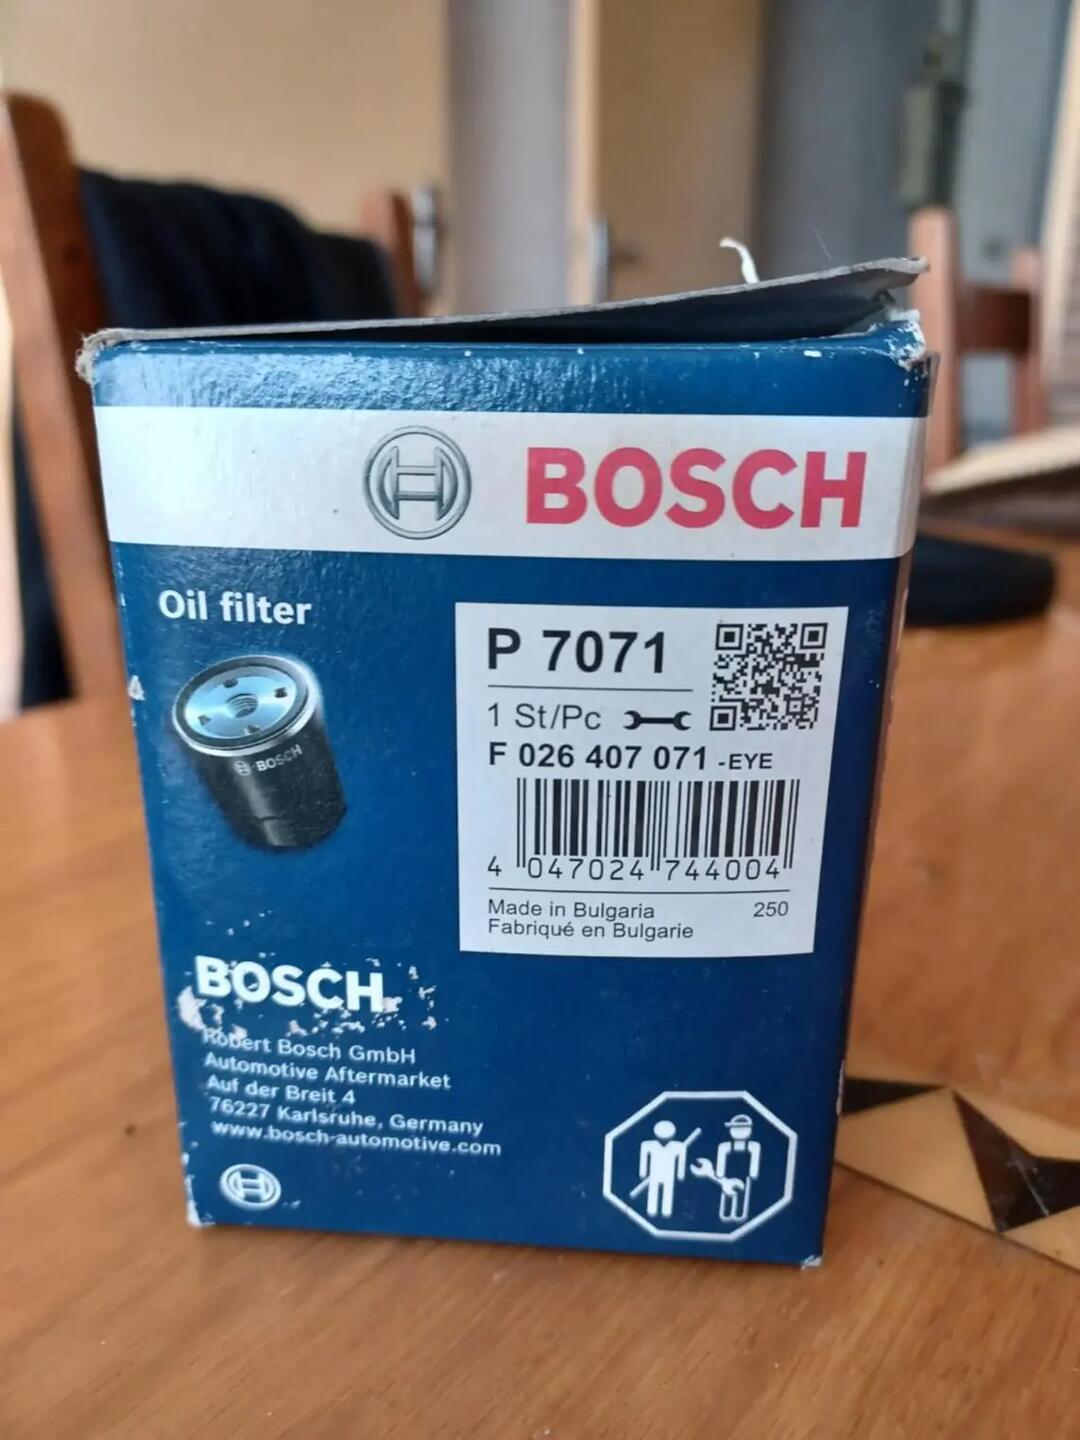 BOSCH
Oil filter
P 7071
1 St/Pc
F 026 407 071 -EYE
4 047024 744004
Made in Bulgaria 250
Fabriqué en Bulgarie
BOSCH
4
BOSCH
Robert Bosch GmbH
Automotive Aftermarket
Auf der Breit 4
76227 Karlsruhe, Germany
www.bosch-automotive.com